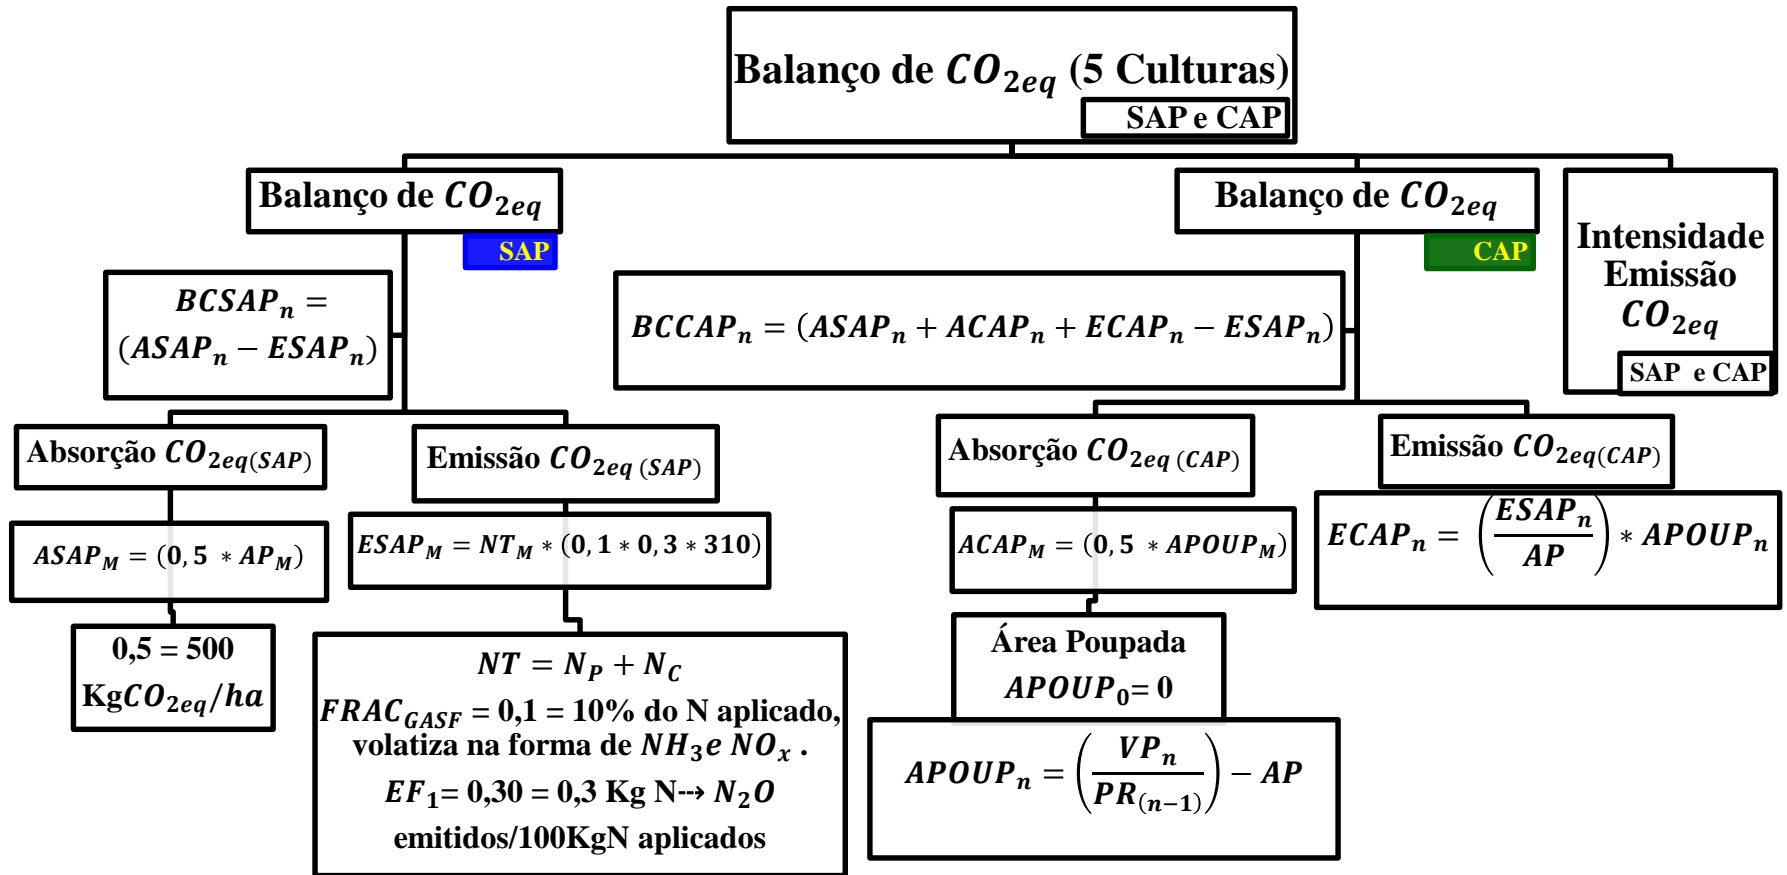 Balanço de CO2eq (5 Culturas)
SAP e CAP
Balanço de CO2eq
SAP
Balanço de CO2eq
CAP
Intensidade
Emissão
CO2eq
SAP e CAP
BCSAPn =
(ASAPn − ESAPn)
BCCAPn = (ASAPn + ACAPn + ECAPn − ESAPn)
Absorção CO2eq(SAP)
Emissão CO2eq (SAP)
Absorção CO2eq (CAP)
Emissão CO2eq(CAP)
ASAPM = (0,5 * APM)
ESAPM = NTM * (0,1 * 0,3 * 310)
ACAPM = (0,5 * APOUPM)
ECAPn = (ESAPn / AP) * APOUPn
0,5 = 500
KgCO2eq/ha
NT = NP + NC
FRACGASF = 0,1 = 10% do N aplicado,
volatiza na forma de NH3 e NOx .
EF1= 0,30 = 0,3 Kg N⇢ N2O
emitidos/100KgN aplicados
Área Poupada
APOUP0= 0
APOUPn = (VPn / PR(n−1)) − AP